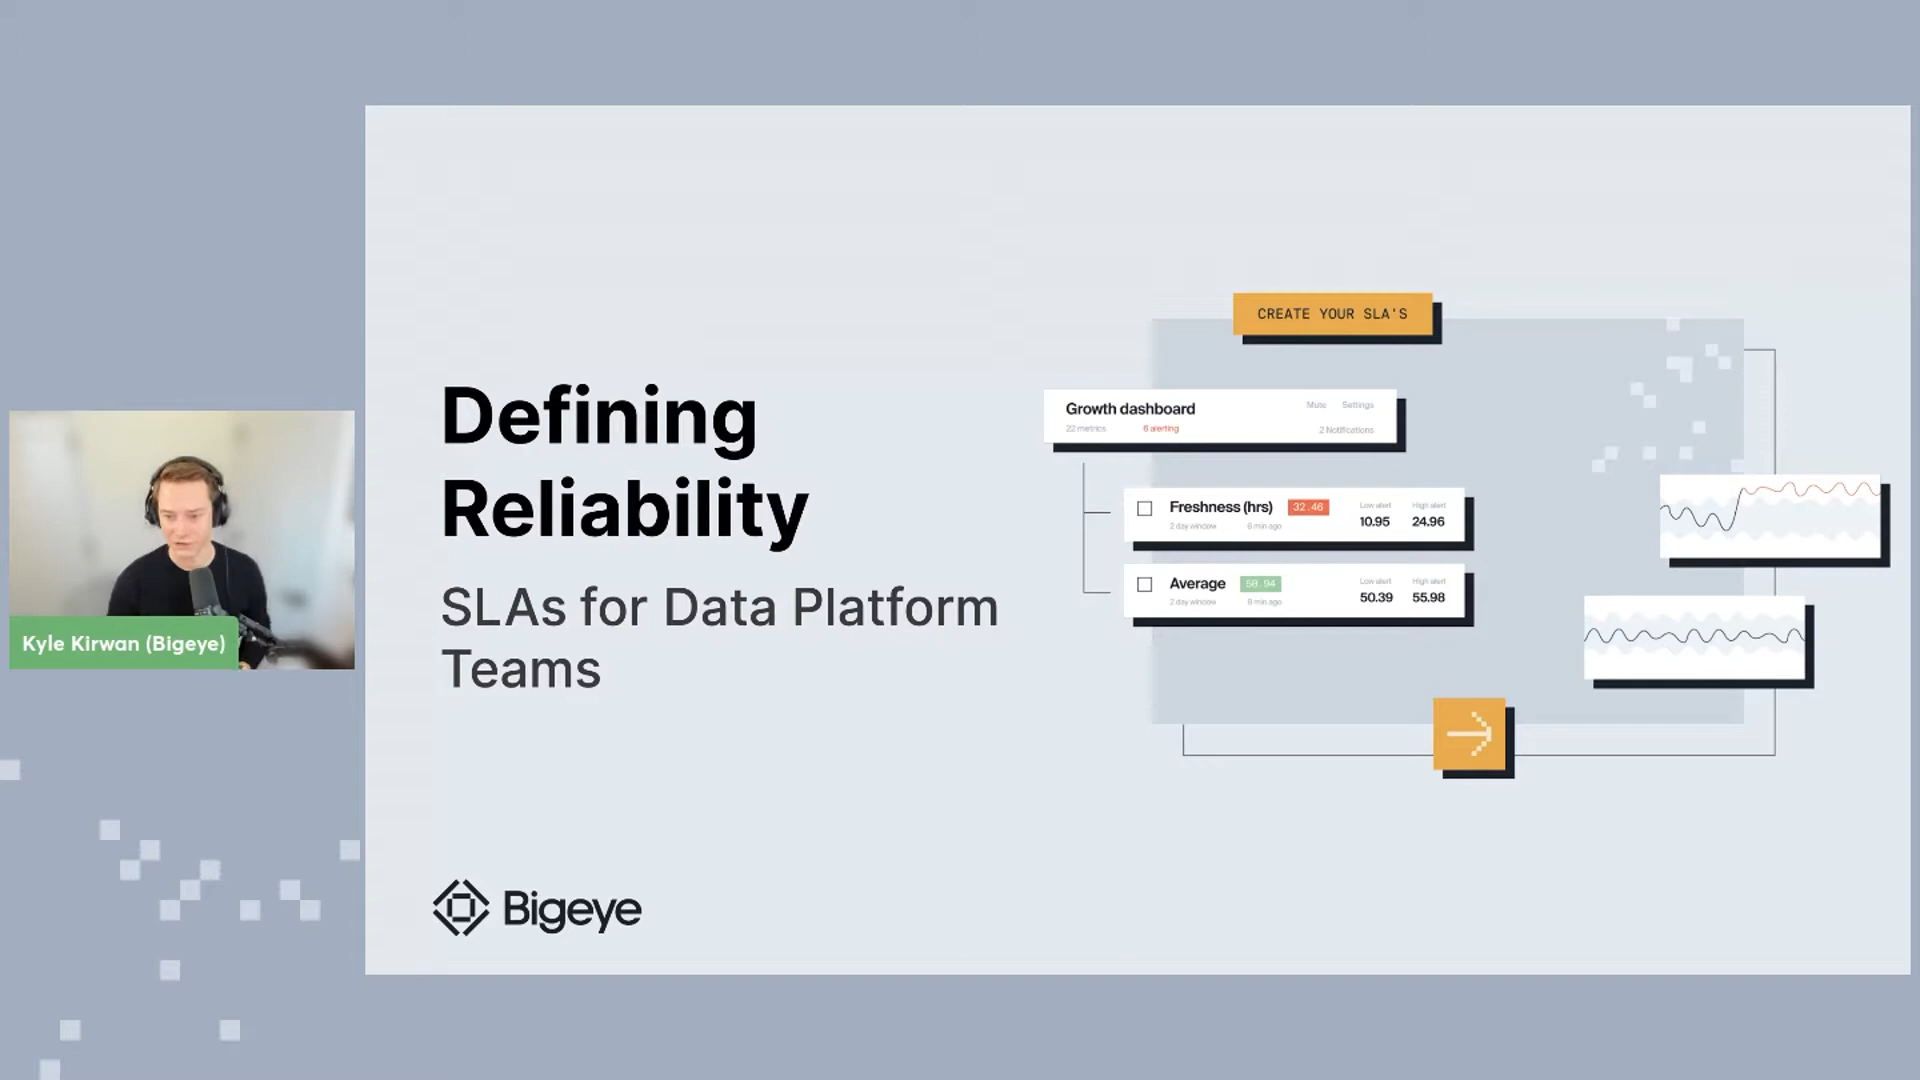 CREATE YOUR SLA'S
Defining
Reliability
SLAs for Data Platform
Teams
Growth dashboard
Mute Settings
22 metrics 6 alerting 2 Notifications
Freshness (hrs) 32.46 Low alert High alert
2 day window 6 min ago 10.95 24.96
Average 50.94 Low alert High alert
2 day window 8 min ago 50.39 55.98
Kyle Kirwan (Bigeye)
Bigeye